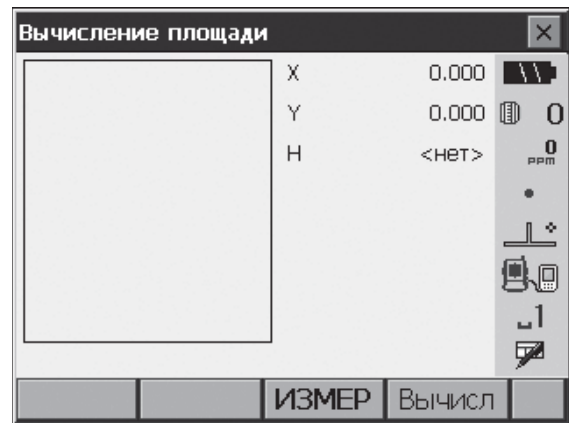 Вычисление площади
X 0.000
Y 0.000 0
H <нет> 0
ppm
1
ИЗМЕР Вычисл